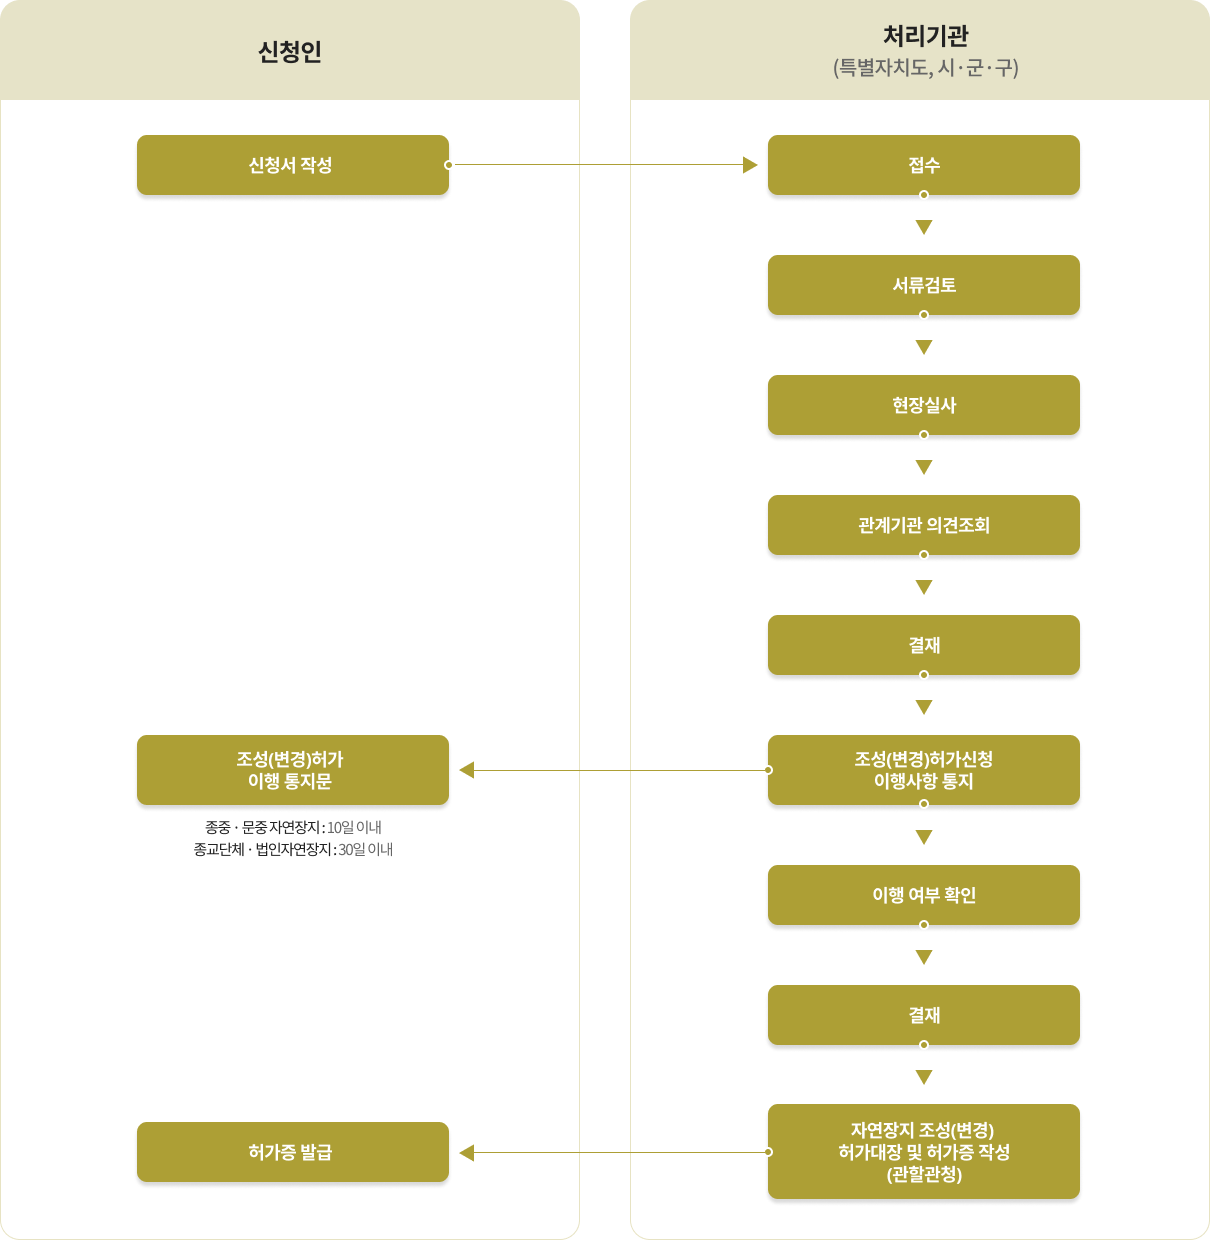 신청인
처리기관
(특별자치도, 시·군·구)
신청서 작성
접수
서류검토
현장실사
관계기관 의견조회
결재
조성(변경)허가
이행 통지문
종중 · 문중 자연장지 : 10일 이내
종교단체 · 법인자연장지 : 30일 이내
조성(변경)허가신청
이행사항 통지
이행 여부 확인
결재
허가증 발급
자연장지 조성(변경)
허가대장 및 허가증 작성
(관할관청)